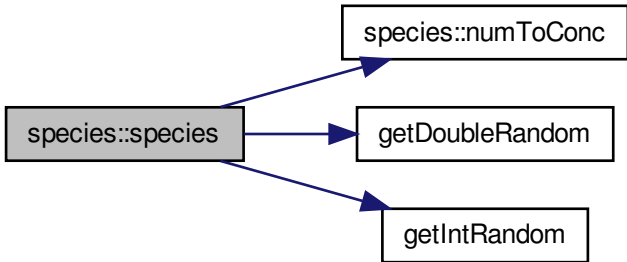 species::numToConc
species::species
getDoubleRandom
getIntRandom